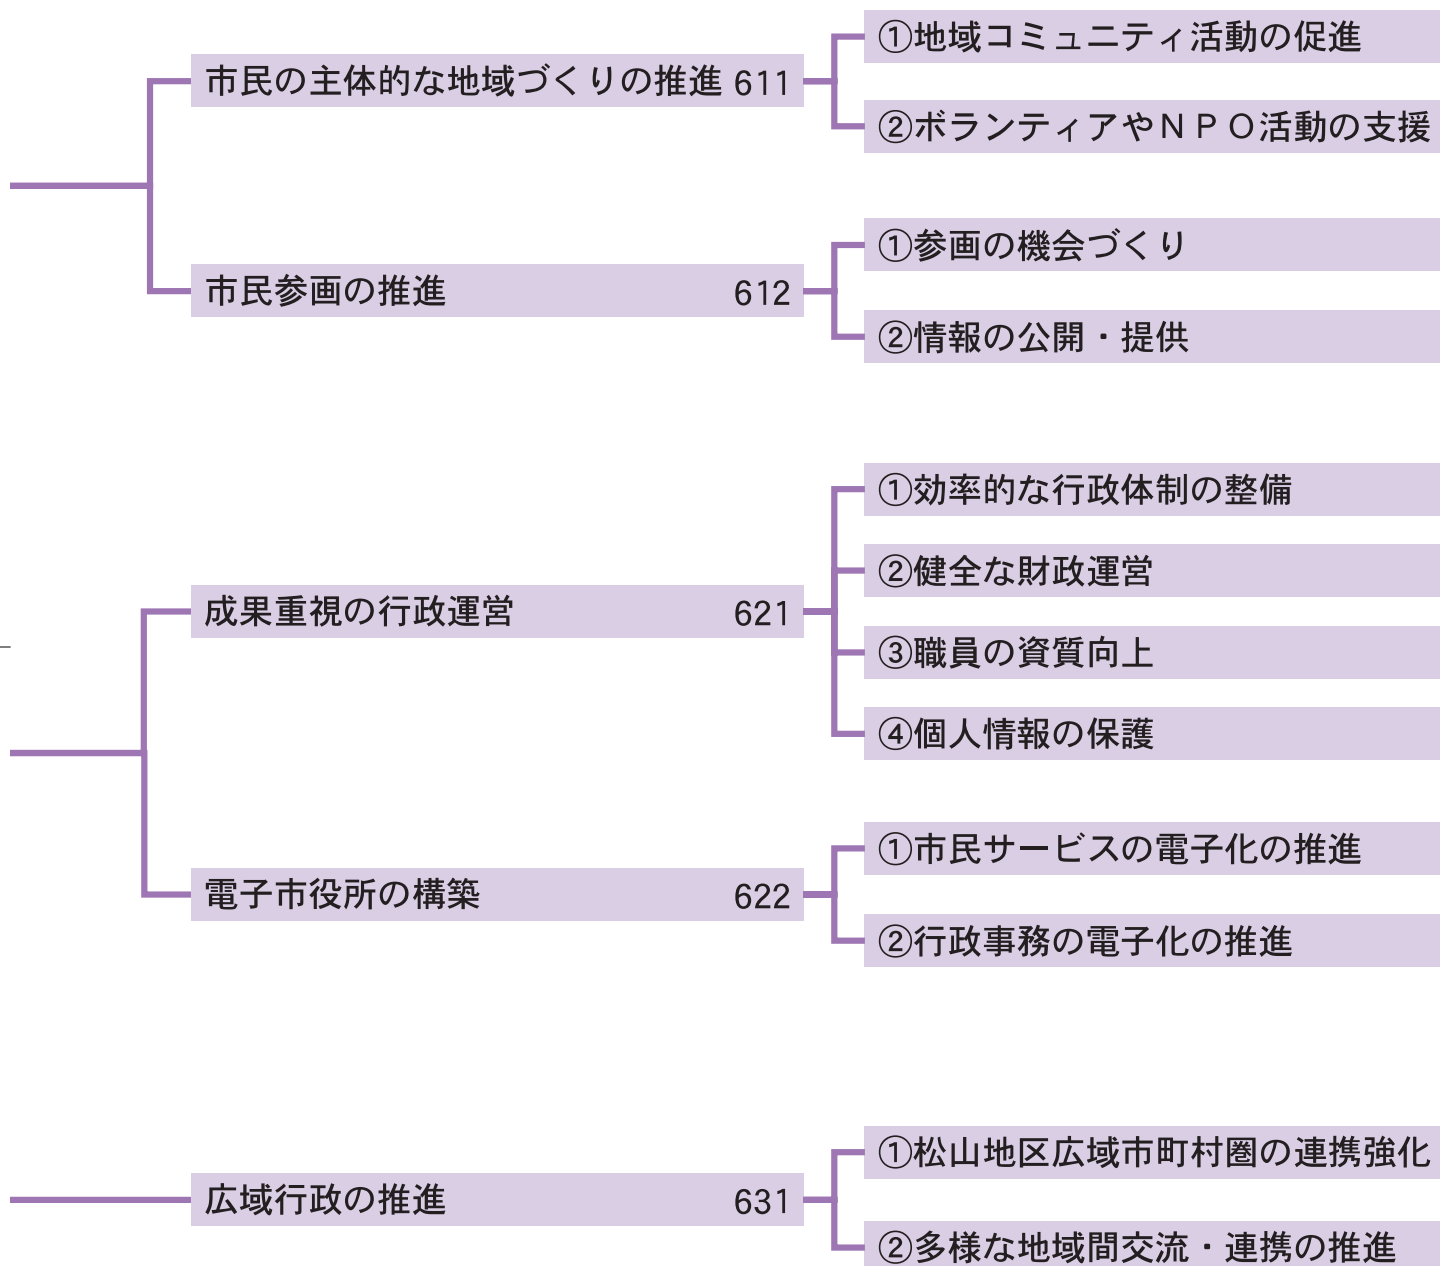 市民の主体的な地域づくりの推進 611
①地域コミュニティ活動の促進
②ボランティアやＮＰＯ活動の支援
市民参画の推進 612
①参画の機会づくり
②情報の公開・提供
成果重視の行政運営 621
①効率的な行政体制の整備
②健全な財政運営
③職員の資質向上
④個人情報の保護
電子市役所の構築 622
①市民サービスの電子化の推進
②行政事務の電子化の推進
広域行政の推進 631
①松山地区広域市町村圏の連携強化
②多様な地域間交流・連携の推進